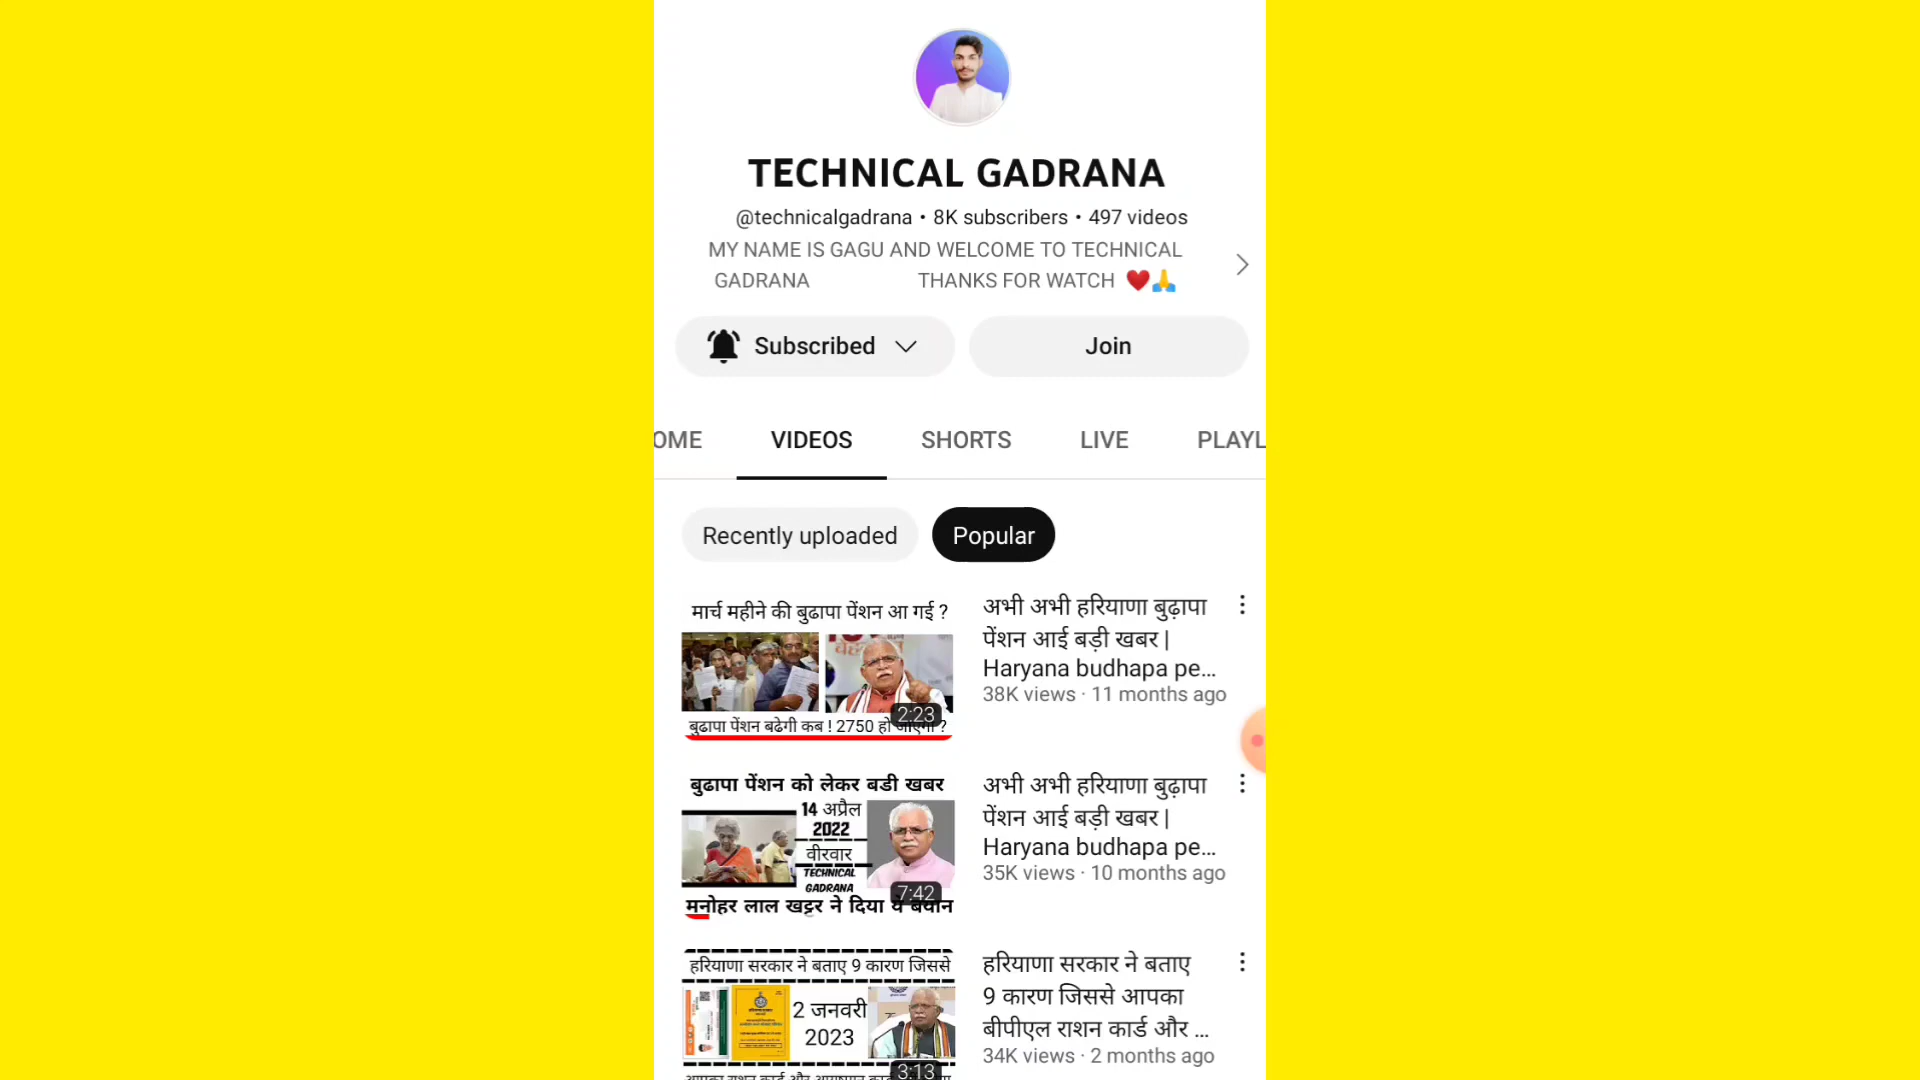 TECHNICAL GADRANA
@technicalgadrana • 8K subscribers • 497 videos
MY NAME IS GAGU AND WELCOME TO TECHNICAL
GADRANA THANKS FOR WATCH ❤️🙏
Subscribed
Join
OME VIDEOS SHORTS LIVE PLAYL
Recently uploaded
Popular
मार्च महीने की बुढापा पेंशन आ गई ?
2:23
बुढापा पेंशन बढेगी कब ! 2750 हो जाएगी ?
अभी अभी हरियाणा बुढ़ापा
पेंशन आई बड़ी खबर |
Haryana budhapa pe...
38K views · 11 months ago
बुढापा पेंशन को लेकर बडी खबर
14 अप्रैल
2022
वीरवार
TECHNICAL
GADRANA
7:42
मनोहर लाल खट्टर ने दिया ये बयान
अभी अभी हरियाणा बुढ़ापा
पेंशन आई बड़ी खबर |
Haryana budhapa pe...
35K views · 10 months ago
हरियाणा सरकार ने बताए 9 कारण जिससे
2 जनवरी
2023
3:13
हरियाणा सरकार ने बताए
9 कारण जिससे आपका
बीपीएल राशन कार्ड और ...
34K views · 2 months ago